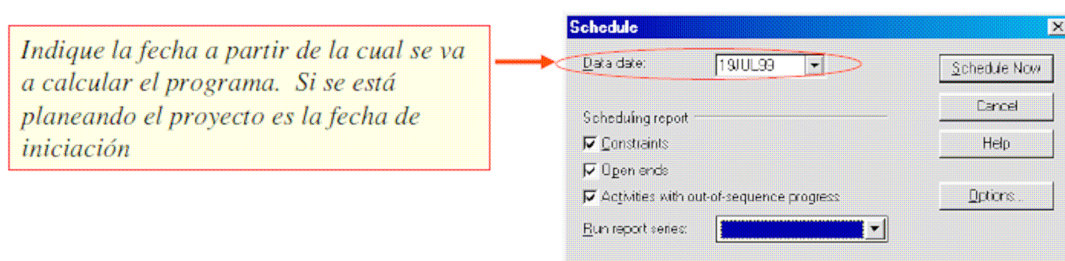 Indique la fecha a partir de la cual se va
a calcular el programa. Si se está
planeando el proyecto es la fecha de
iniciación
Schedule
Data date: 19JUL99
Schedule Now
Cancel
Scheduling report
Constraints
Help
Open ends
Activities with out-of-sequence progress
Options...
Run report series: